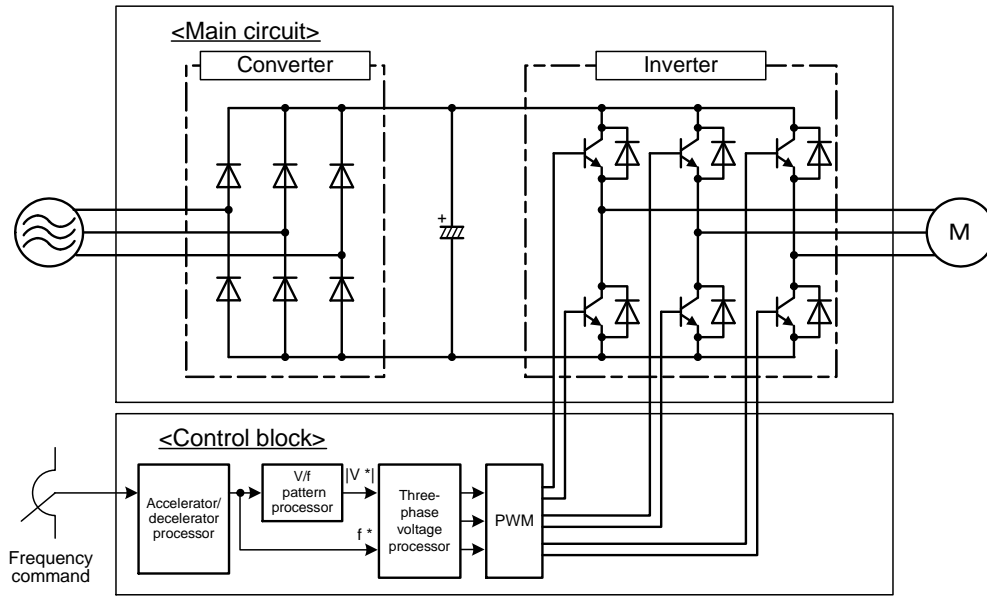 <Main circuit>
Converter
Inverter
+
M
<Control block>
Accelerator/
decelerator
processor
V/f
pattern
processor
|V *|
f *
Three-
phase
voltage
processor
PWM
Frequency
command